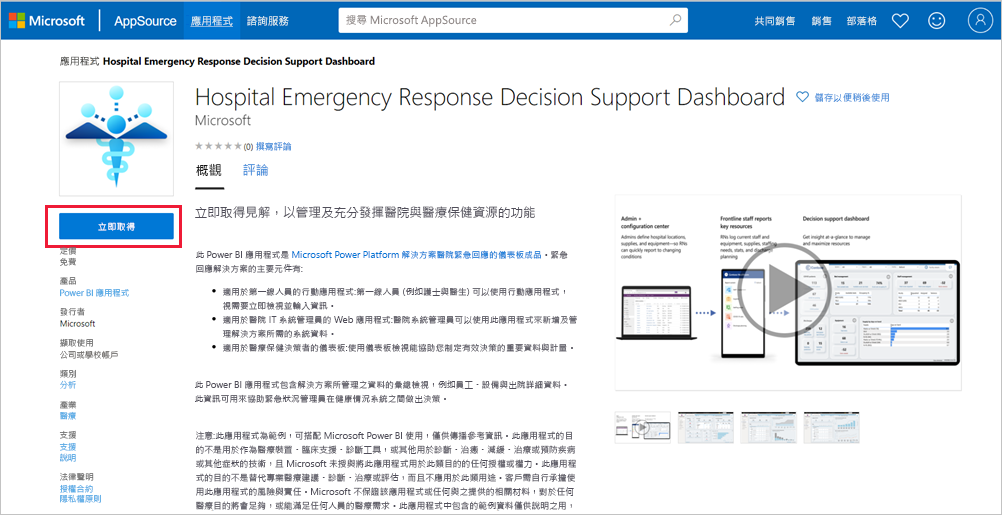 Microsoft AppSource 應用程式 諮詢服務 搜尋 Microsoft AppSource 共同銷售 銷售 部落格
應用程式 Hospital Emergency Response Decision Support Dashboard
Hospital Emergency Response Decision Support Dashboard 儲存以便稍後使用
Microsoft
(0) 撰寫評論
概觀 評論
立即取得
定價
免費
產品
Power BI 應用程式
發行者
Microsoft
擷取使用
公司或學校帳戶
類別
分析
產業
醫療
支援
支援
說明
法律聲明
授權合約
隱私權原則
立即取得見解，以管理及充分發揮醫院與醫療保健資源的功能
此 Power BI 應用程式是 Microsoft Power Platform 解決方案醫院緊急回應的儀表板成品。緊急
回應解決方案的主要元件有:
• 適用於第一線人員的行動應用程式:第一線人員 (例如護士與醫生) 可以使用行動應用程式，
視需要立即檢視並輸入資訊。
• 適用於醫院 IT 系統管理員的 Web 應用程式:醫院系統管理員可以使用此應用程式來新增及管
理解決方案所需的系統資料。
• 適用於醫療保健決策者的儀表板:使用儀表板檢視能協助您制定有效決策的重要資料與計量。
此 Power BI 應用程式包含解決方案所管理之資料的彙總檢視，例如員工、設備與出院詳細資料。
此資訊可用來協助緊急狀況管理員在健康情況系統之間做出決策。
注意:此應用程式為範例，可搭配 Microsoft Power BI 使用，僅供傳播參考資訊。此應用程式的目
的不是用於作為醫療裝置、臨床支援、診斷工具，或其他用於診斷、治癒、減緩、治療或預防疾病
或其他症狀的技術，且 Microsoft 未授與將此應用程式用於此類目的的任何授權或權力。此應用程
式的目的不是替代專業醫療建議、診斷、治療或評估，而且不應用於此類用途。客戶需自行承擔使
用此應用程式的風險與責任。Microsoft 不保證該應用程式或任何與之提供的相關材料，對於任何
醫療目的將會足夠，或能滿足任何人員的醫療需求。此應用程式中包含的範例資料僅供說明之用，
Admin +
configuration center
Admins define hospital locations,
supplies, and equipment—so RNs
can quickly report to changing
conditions
Frontline staff reports
key resources
RNs log current staff and
equipment, supplies, staffing
needs, stats, and discharge
planning
Decision support dashboard
Get insight at-a-glance to manage
and maximize resources